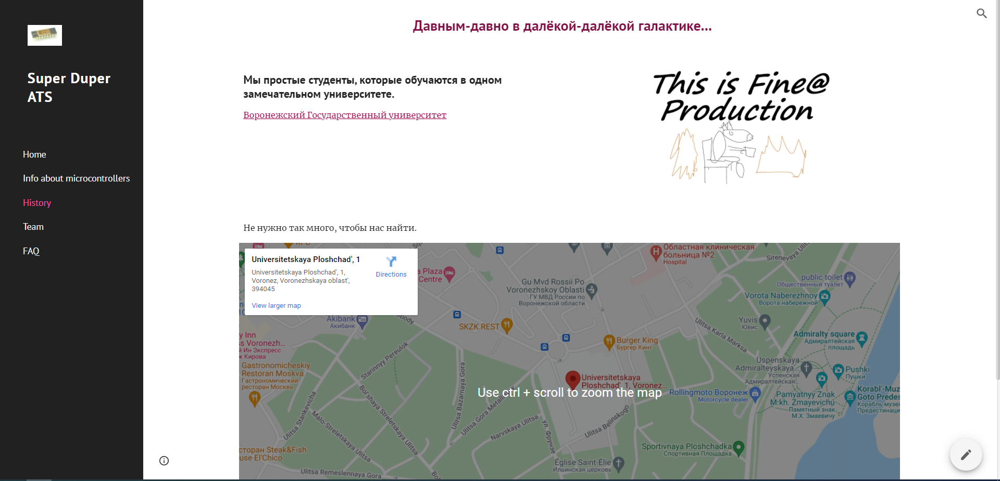 Super Duper
ATS
Home
Info about microcontrollers
History
Team
FAQ
Давным-давно в далёкой-далёкой галактике...
Мы простые студенты, которые обучаются в одном
замечательном университете.
Воронежский Государственный университет
This is Fine@
Production
Не нужно так много, чтобы нас найти.
Universitetskaya Ploshchad', 1
Universitetskaya Ploshchad', 1,
Voronez, Voronezhskaya oblast',
394045
View larger map
Directions
a Plaza
Centre
Gu Mvd Rossii Po
Voronezhskoy Oblasti
ГУ МВД России по
Воронежской области
Областная клиническая
больница №2
Hospital
Sirenevaya Ulit
public toilet
Общественный туалет
Vorota Naberezhnoy
Ворота набережной
Akibank
Акибанк
body
SKZK.REST
Burger King
Бургер Кинг
Ulitsa Karla Marksa
Yuvis
Ювис
Admiralty square
Адмиралтейская
площадь
y Inn
ss Voronezh...
й Ин Экспресс
ж Кирова
Gastronomicheskiy
Restoran Moskva
Гастрономический
ресторан Москва
Starinnyy Pereulok
Uspenskaya
Admiralteyskaya...
Успенская
Адмиралтейская...
Pushki
Пушки
Universitetskaya
Ploshchad', 1, Voronez...
Use ctrl + scroll to zoom the map
Rollingmoto Воронеж
Motorcycle dealer
Pamyatnyy Znak
M.kh. Zmayevichu
Памятный знак
М.Х. Змаевичу
Korabl'-Muz
Goto Predes
Корабль музей
Предестинаци
Ulitsa Stankevicha
Malo-Streletskaya Ulitsa
Bol'shaya Streletskaya Ulitsa
Ulitsa Bazarnaya Gora
Ulitsa Gora Metallistov
Narvskaya Ulitsa
ул. Фрунзе
Ulitsa Belinskogo
сторан Steak&Fish
use El'Chico
Sportivnaya Ploshchadka
Спортивная Площадка
Église Saint-Élie
Ильинская церковь
Ulitsa Remeslennaya Gora
Bol